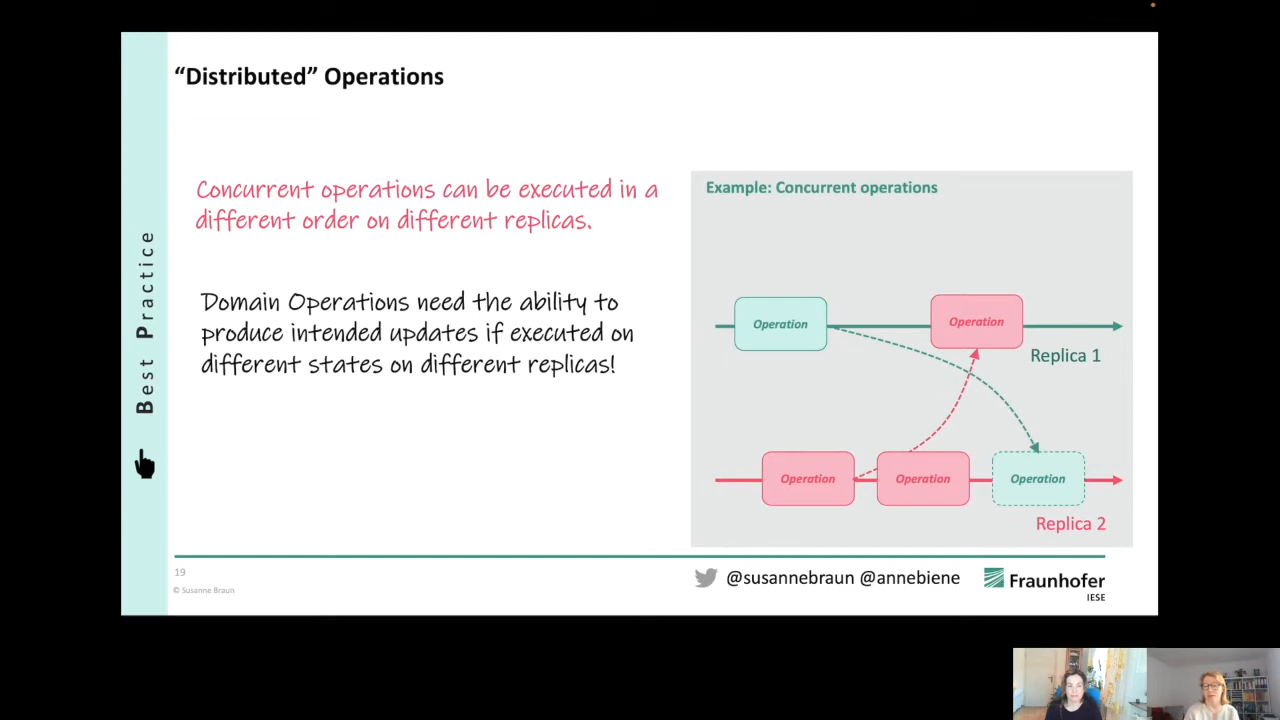 “Distributed” Operations
Concurrent operations can be executed in a
different order on different replicas.
Domain Operations need the ability to
produce intended updates if executed on
different states on different replicas!
Best Practice
Example: Concurrent operations
Operation
Operation
Replica 1
Operation
Operation
Operation
Replica 2
19
© Susanne Braun
@susannebraun @annebiene
Fraunhofer
IESE